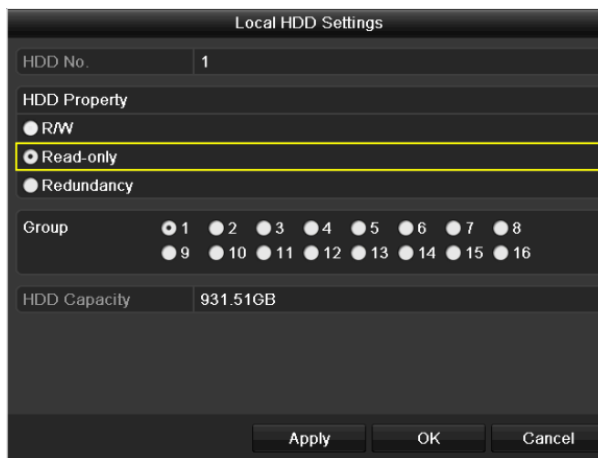 Local HDD Settings
HDD No. 1
HDD Property
R/W
Read-only
Redundancy
Group 1 2 3 4 5 6 7 8
9 10 11 12 13 14 15 16
HDD Capacity 931.51GB
Apply OK Cancel